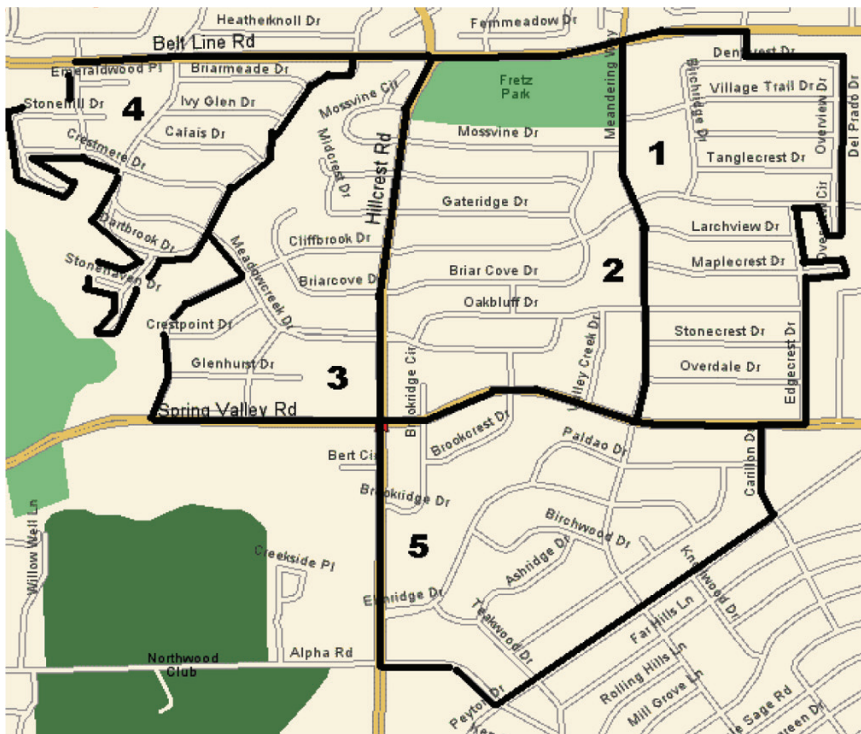 Heatherknoll Dr
Fernmeadow Dr
Belt Line Rd
Meandering Way
Emeraldwood Pl
Briarmeade Dr
Dentcrest Dr
Stonehill Dr
4
Ivy Glen Dr
Mossvine Cir
Fretz
Park
Birchridge Dr
Village Trail Dr
Overview Dr
Del Prado Dr
Calais Dr
Crestmere Dr
Midcrest Dr
Hillcrest Rd
Mossvine Dr
1
Tanglecrest Dr
Gateridge Dr
Dartbrook Dr
Meadowcreek Dr
Cliffbrook Dr
Larchview Dr
Stonehaven Dr
Briarcove Dr
Briar Cove Dr
2
Maplecrest Dr
Oakbluff Dr
Crestpoint Dr
Stonecrest Dr
Glenhurst Dr
3
Overdale Dr
Edgecrest Dr
Spring Valley Rd
Brookridge Cir
Brookcrest Dr
Paldao Dr
Carillon Dr
Bert Cir
Brookridge Dr
Willow Well Ln
Creekside Pl
5
Birchwood Dr
Ashridge Dr
Knollwood Dr
Teakwood Dr
Far Hills Ln
Alpha Rd
Northwood
Club
Rolling Hills Ln
Peyton Dr
Mill Grove Ln
Sage Rd